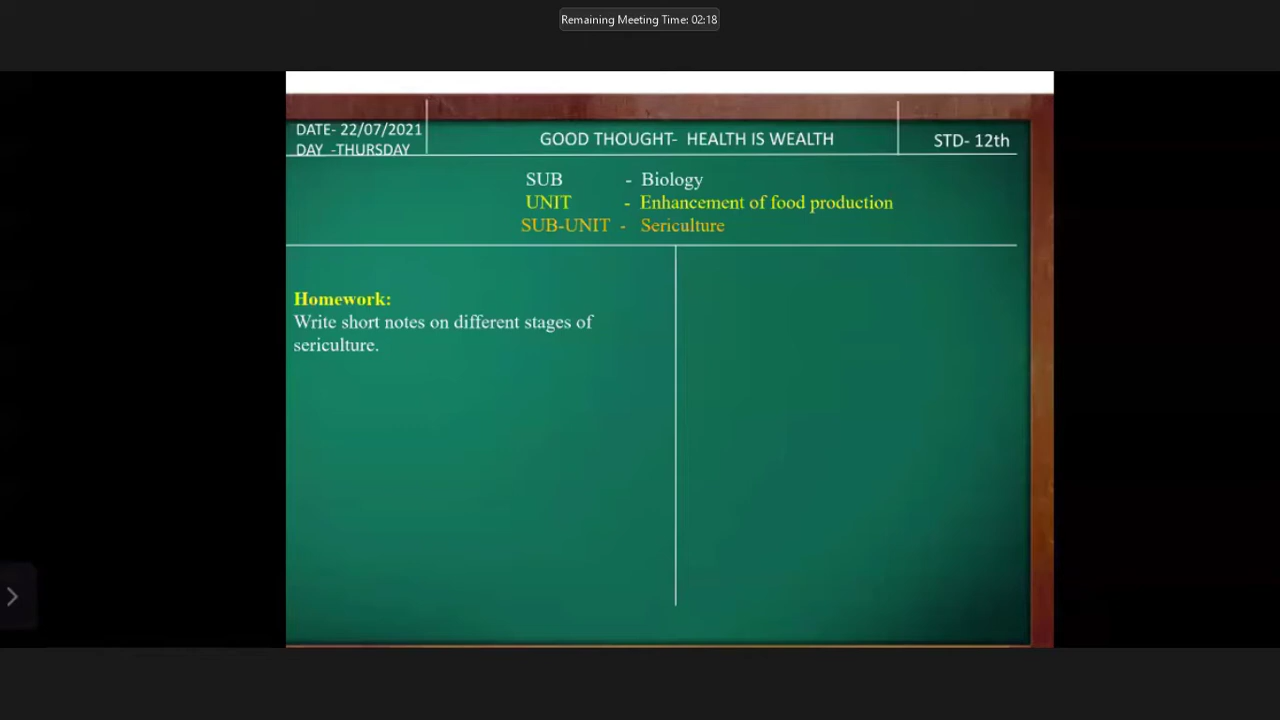 Remaining Meeting Time: 02:18
DATE- 22/07/2021
DAY -THURSDAY
GOOD THOUGHT- HEALTH IS WEALTH
STD- 12th
SUB - Biology
UNIT - Enhancement of food production
SUB-UNIT - Sericulture
Homework:
Write short notes on different stages of
sericulture.